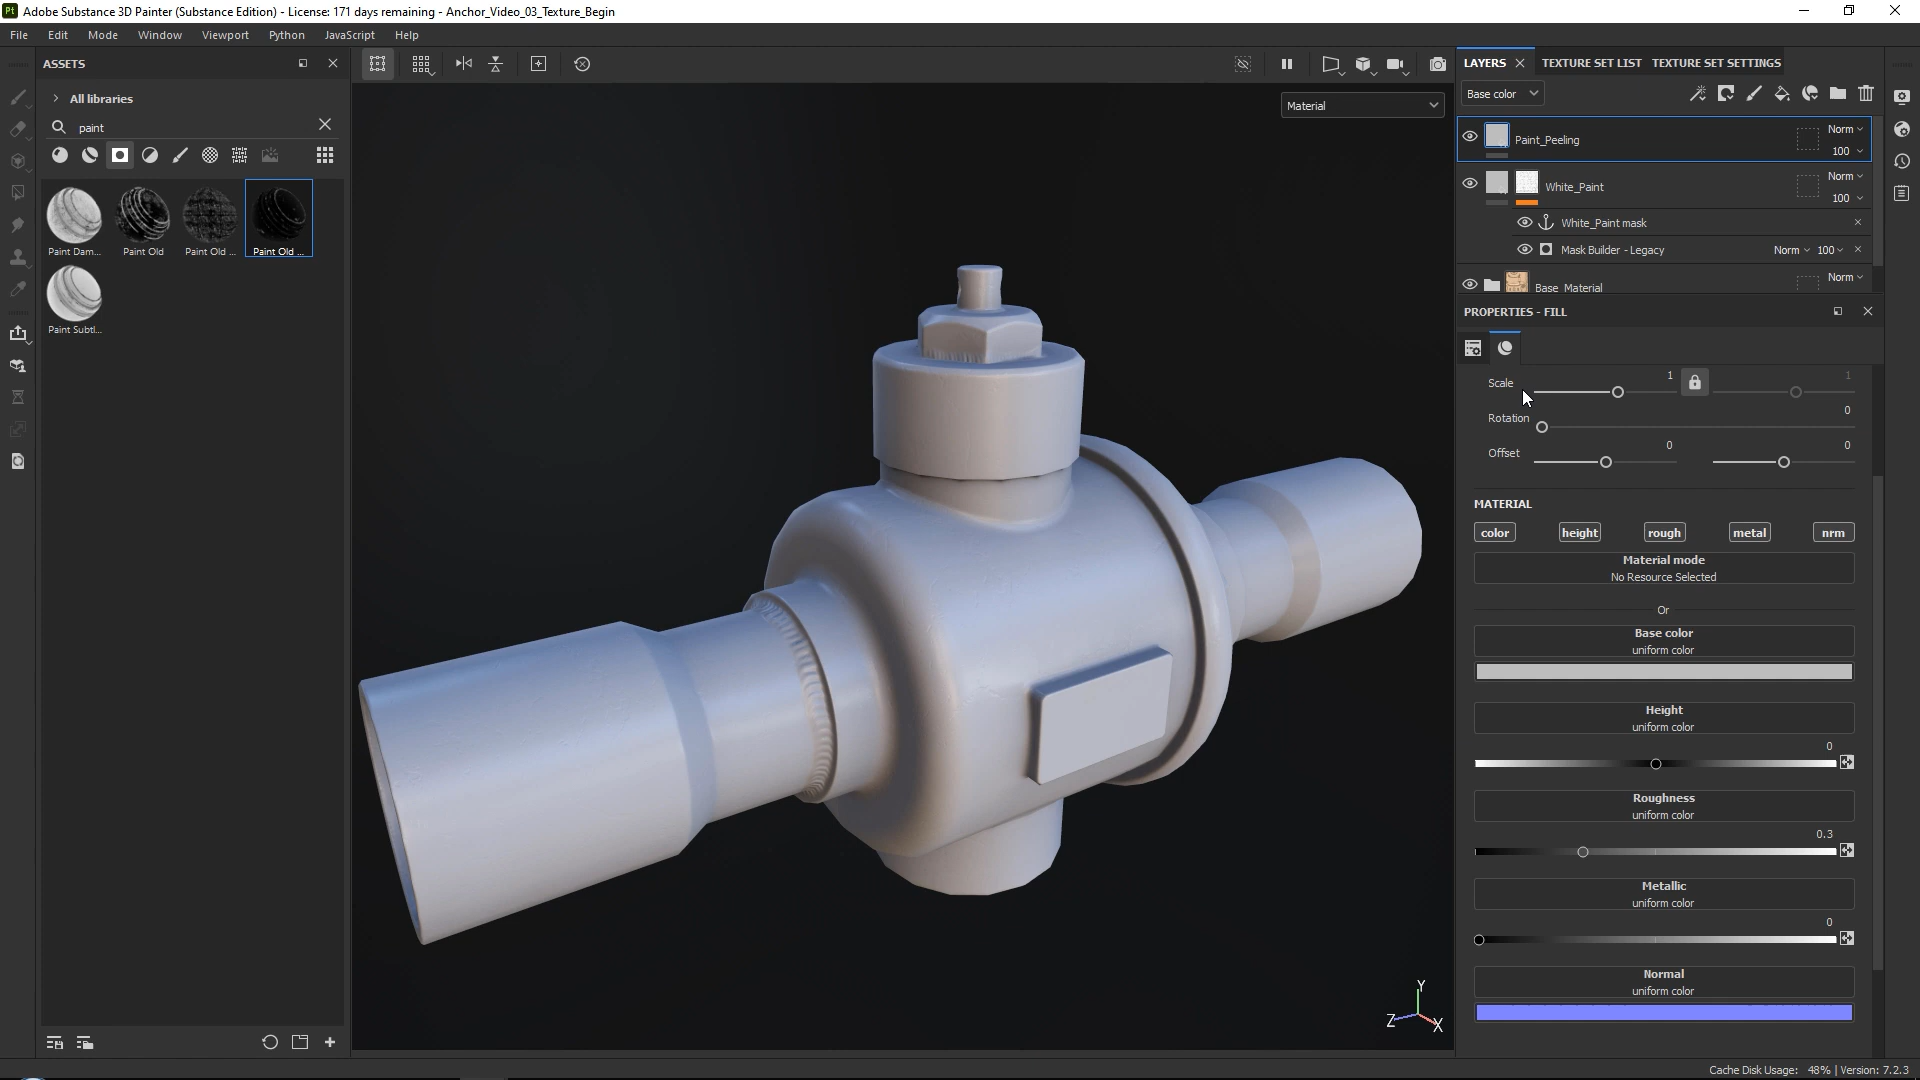 Pt Adobe Substance 3D Painter (Substance Edition) - License: 171 days remaining - Anchor_Video_03_Texture_Begin
File Edit Mode Window Viewport Python JavaScript Help
ASSETS
All libraries
paint
Paint Dam... Paint Old Paint Old ... Paint Old ...
Paint Subtl...
Material
Y
Z X
LAYERS TEXTURE SET LIST TEXTURE SET SETTINGS
Base color
Paint_Peeling Norm 100
White_Paint Norm 100
White_Paint mask
Mask Builder - Legacy Norm 100
Base_Material Norm
PROPERTIES - FILL
Scale 1 1
Rotation 0
Offset 0 0
MATERIAL
color height rough metal nrm
Material mode
No Resource Selected
Or
Base color
uniform color
Height
uniform color
0
Roughness
uniform color
0.3
Metallic
uniform color
0
Normal
uniform color
Cache Disk Usage: 48% | Version: 7.2.3